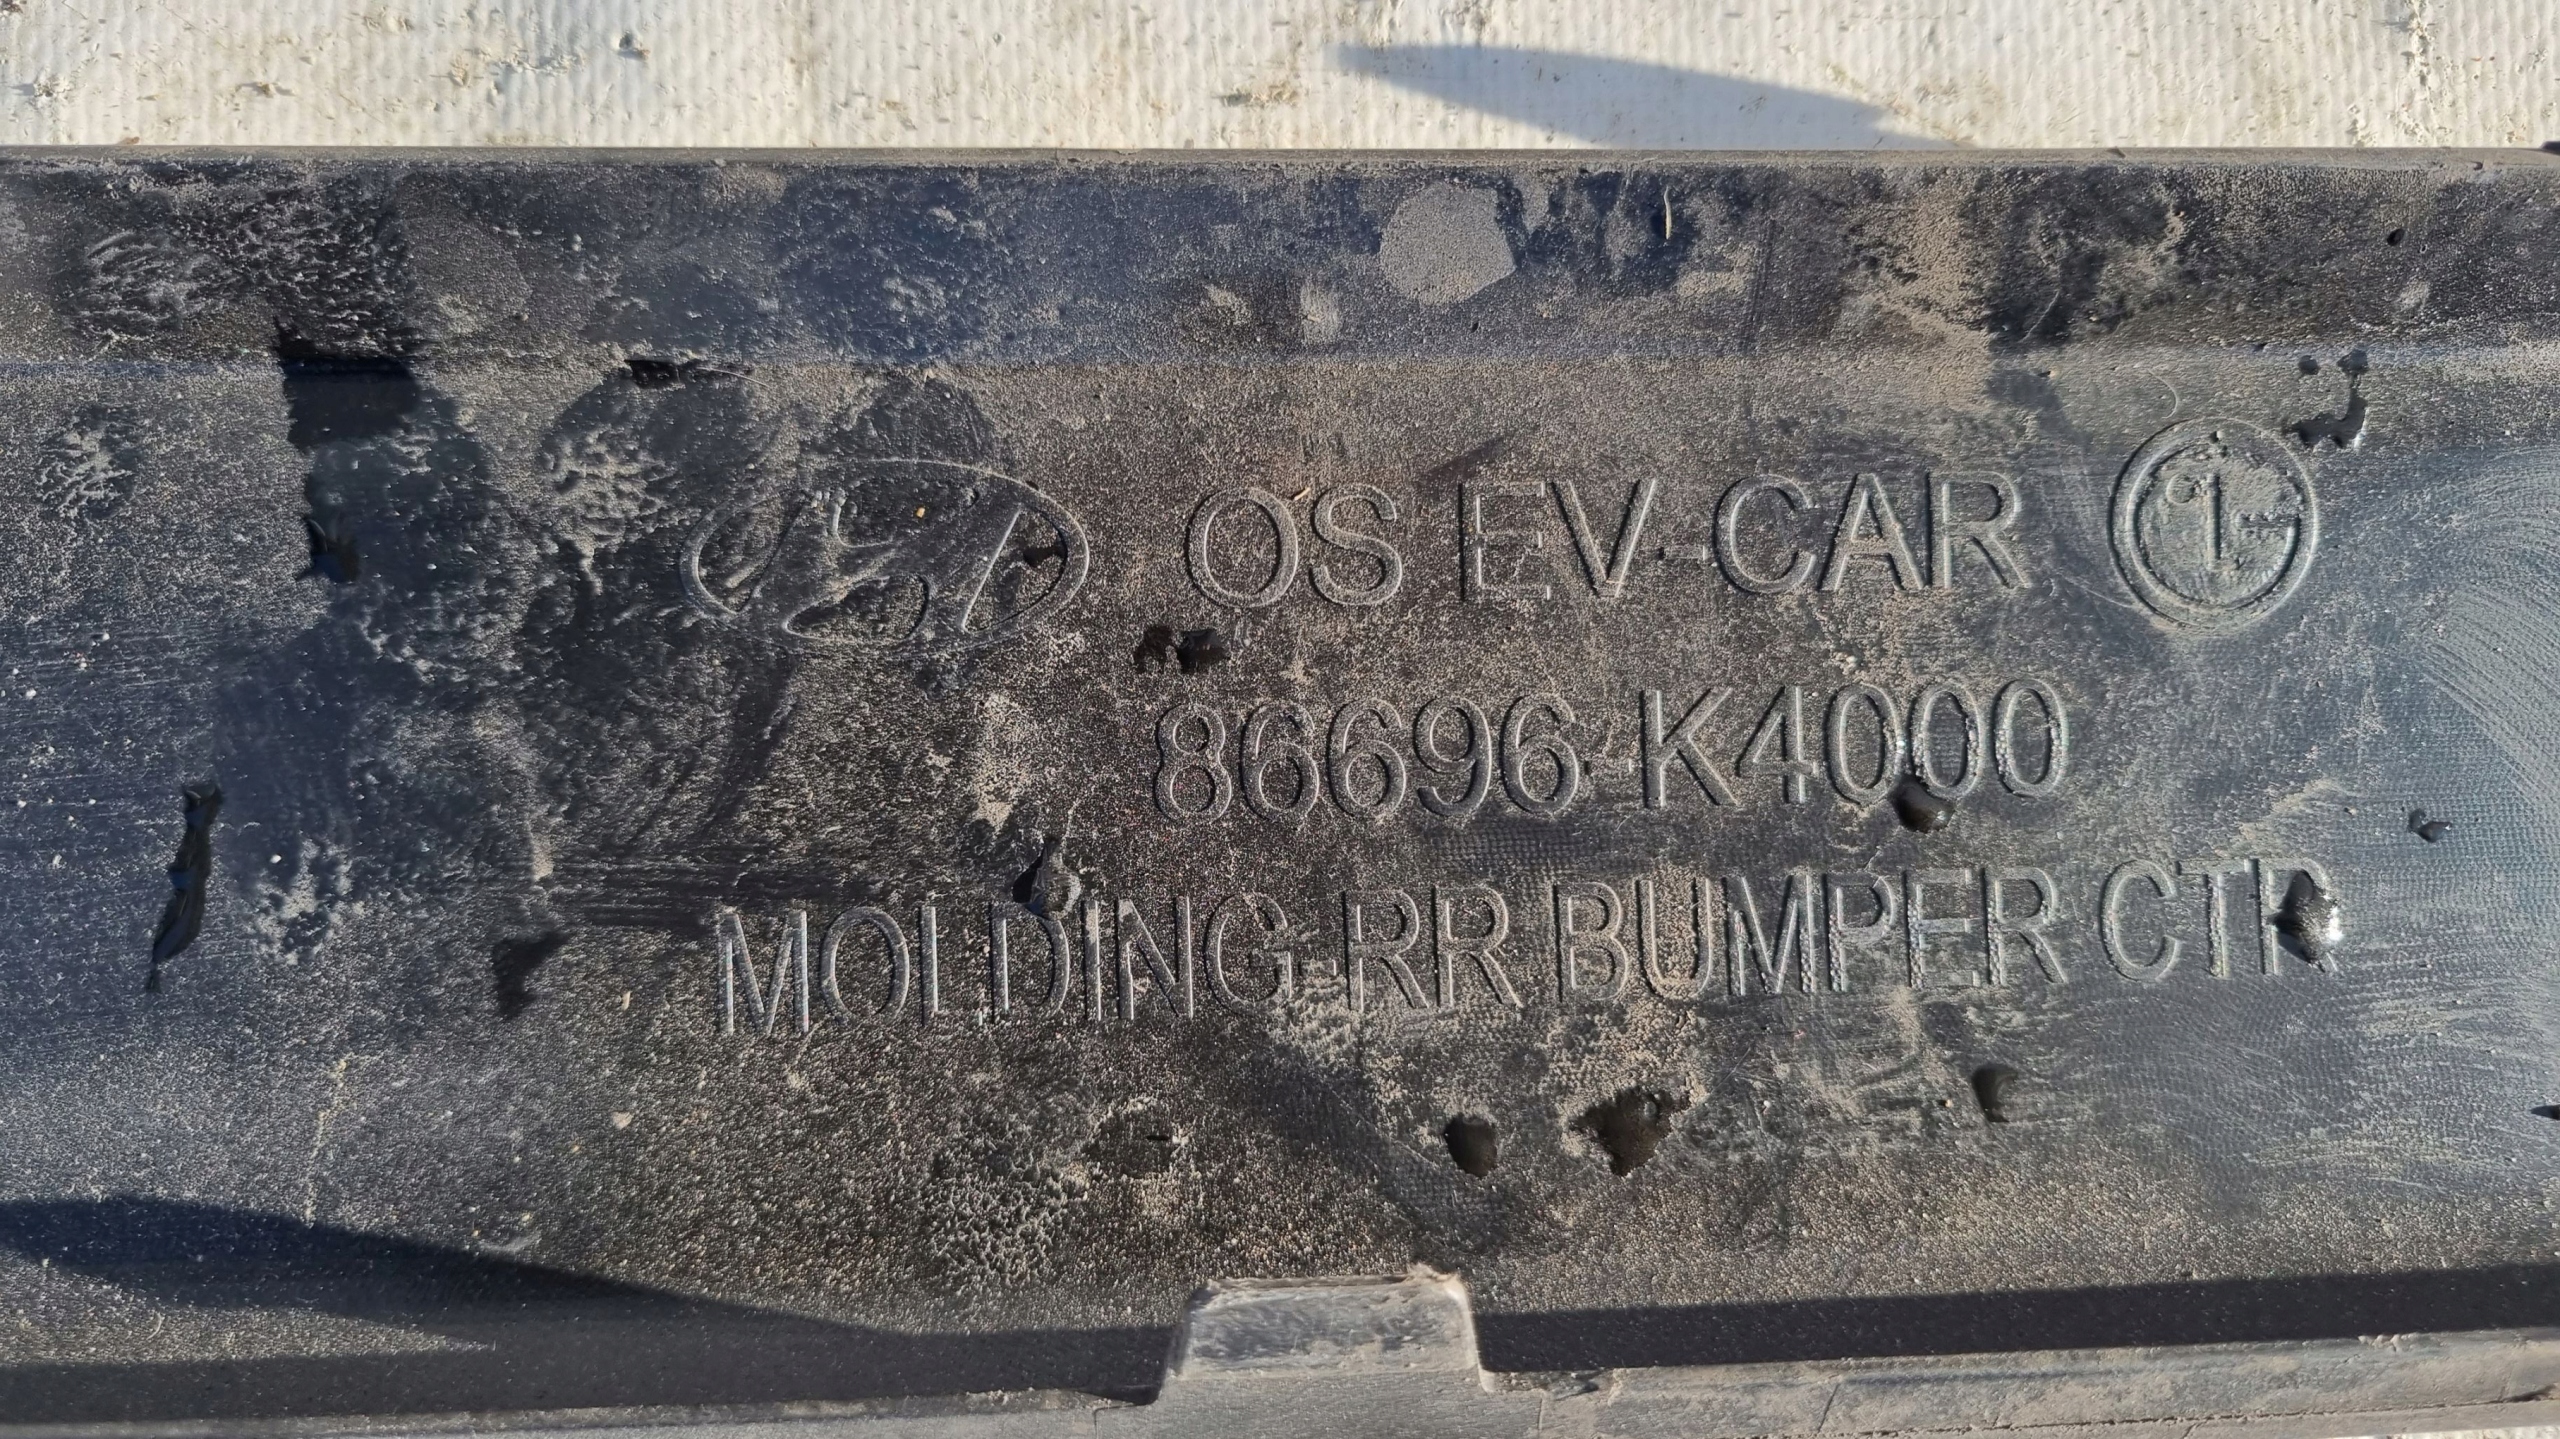 OS EV-CAR
86696-K4000
MOLDING-RR BUMPER CTR